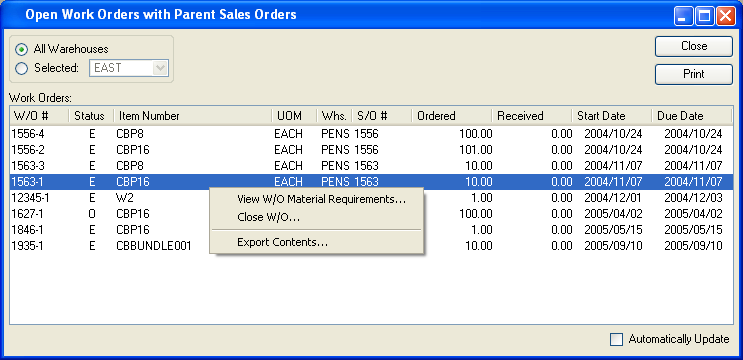 Open Work Orders with Parent Sales Orders
All Warehouses
Selected: EAST
Close
Print
Work Orders:
W/O # Status Item Number UOM Whs. S/O # Ordered Received Start Date Due Date
1556-4 E CBP8 EACH PENS 1556 100.00 0.00 2004/10/24 2004/10/24
1556-2 E CBP16 EACH PENS 1556 101.00 0.00 2004/10/24 2004/10/24
1563-3 E CBP8 EACH PENS 1563 10.00 0.00 2004/11/07 2004/11/07
1563-1 E CBP16 EACH PENS 1563 10.00 0.00 2004/11/07 2004/11/07
12345-1 E W2 1.00 0.00 2004/12/01 2004/12/03
1627-1 O CBP16 100.00 0.00 2005/04/02 2005/04/02
1846-1 E CBP16 1.00 0.00 2005/05/15 2005/05/15
1935-1 E CBBUNDLE001 10.00 0.00 2005/09/10 2005/09/10
View W/O Material Requirements...
Close W/O...
Export Contents...
Automatically Update